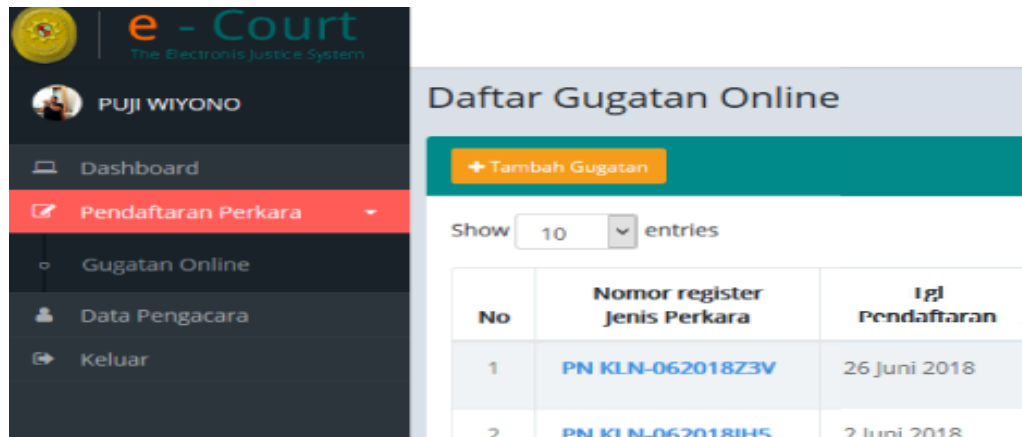 e - Court
The Electronis Justice System
PUJI WIYONO
Dashboard
Pendaftaran Perkara
Gugatan Online
Data Pengacara
Keluar
Daftar Gugatan Online
+ Tambah Gugatan
Show 10 entries
No
Nomor register
Jenis Perkara
Tgl
Pendaftaran
1 PN KLN-062018Z3V 26 Juni 2018
2 2 Juni 2018